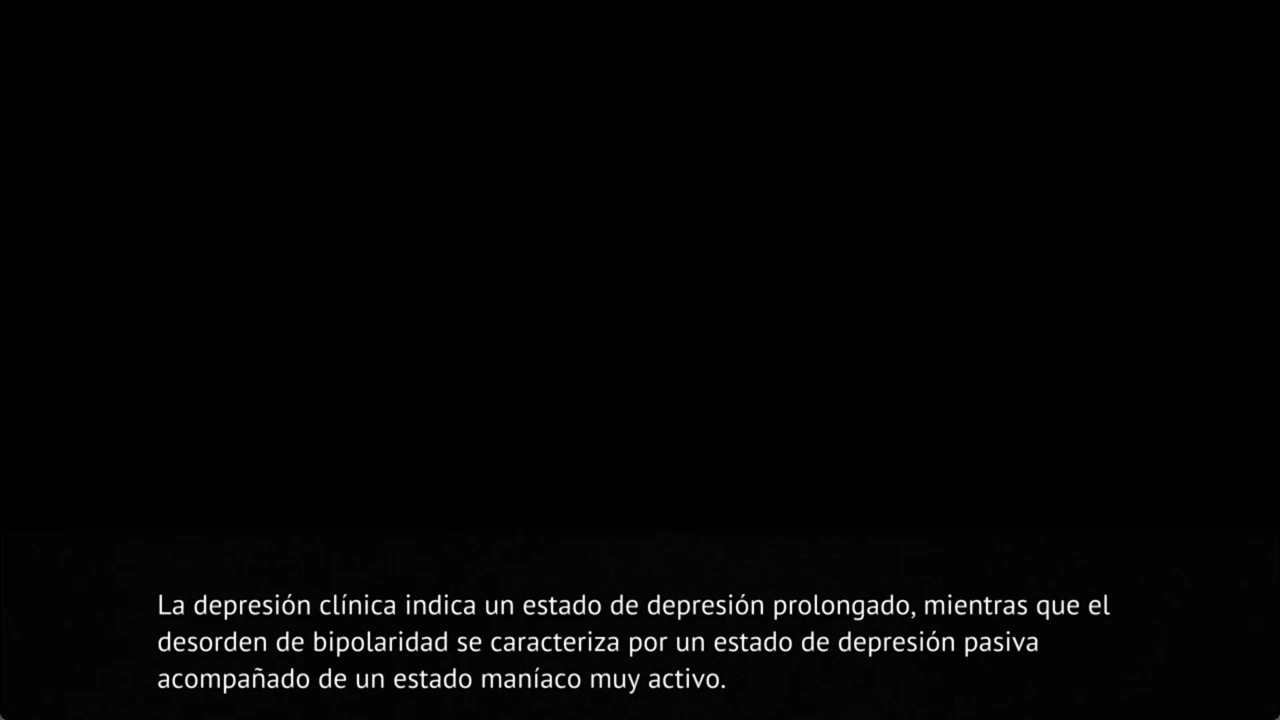 La depresión clínica indica un estado de depresión prolongado, mientras que el
desorden de bipolaridad se caracteriza por un estado de depresión pasiva
acompañado de un estado maníaco muy activo.